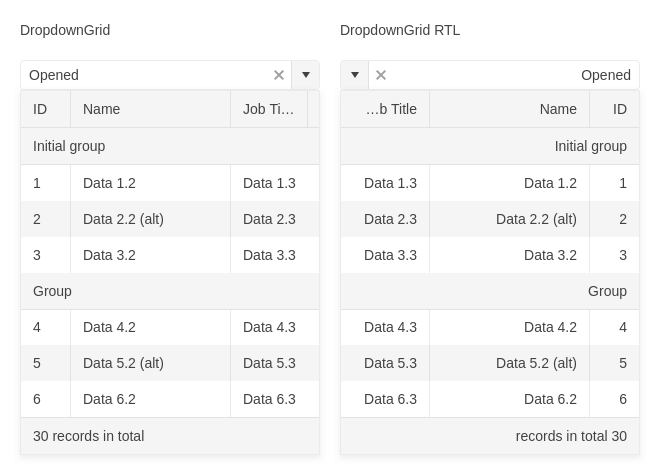 DropdownGrid
Opened
ID Name Job Ti…
Initial group
1 Data 1.2 Data 1.3
2 Data 2.2 (alt) Data 2.3
3 Data 3.2 Data 3.3
Group
4 Data 4.2 Data 4.3
5 Data 5.2 (alt) Data 5.3
6 Data 6.2 Data 6.3
30 records in total
DropdownGrid RTL
Opened
…b Title Name ID
Initial group
Data 1.3 Data 1.2 1
Data 2.3 Data 2.2 (alt) 2
Data 3.3 Data 3.2 3
Group
Data 4.3 Data 4.2 4
Data 5.3 Data 5.2 (alt) 5
Data 6.3 Data 6.2 6
records in total 30